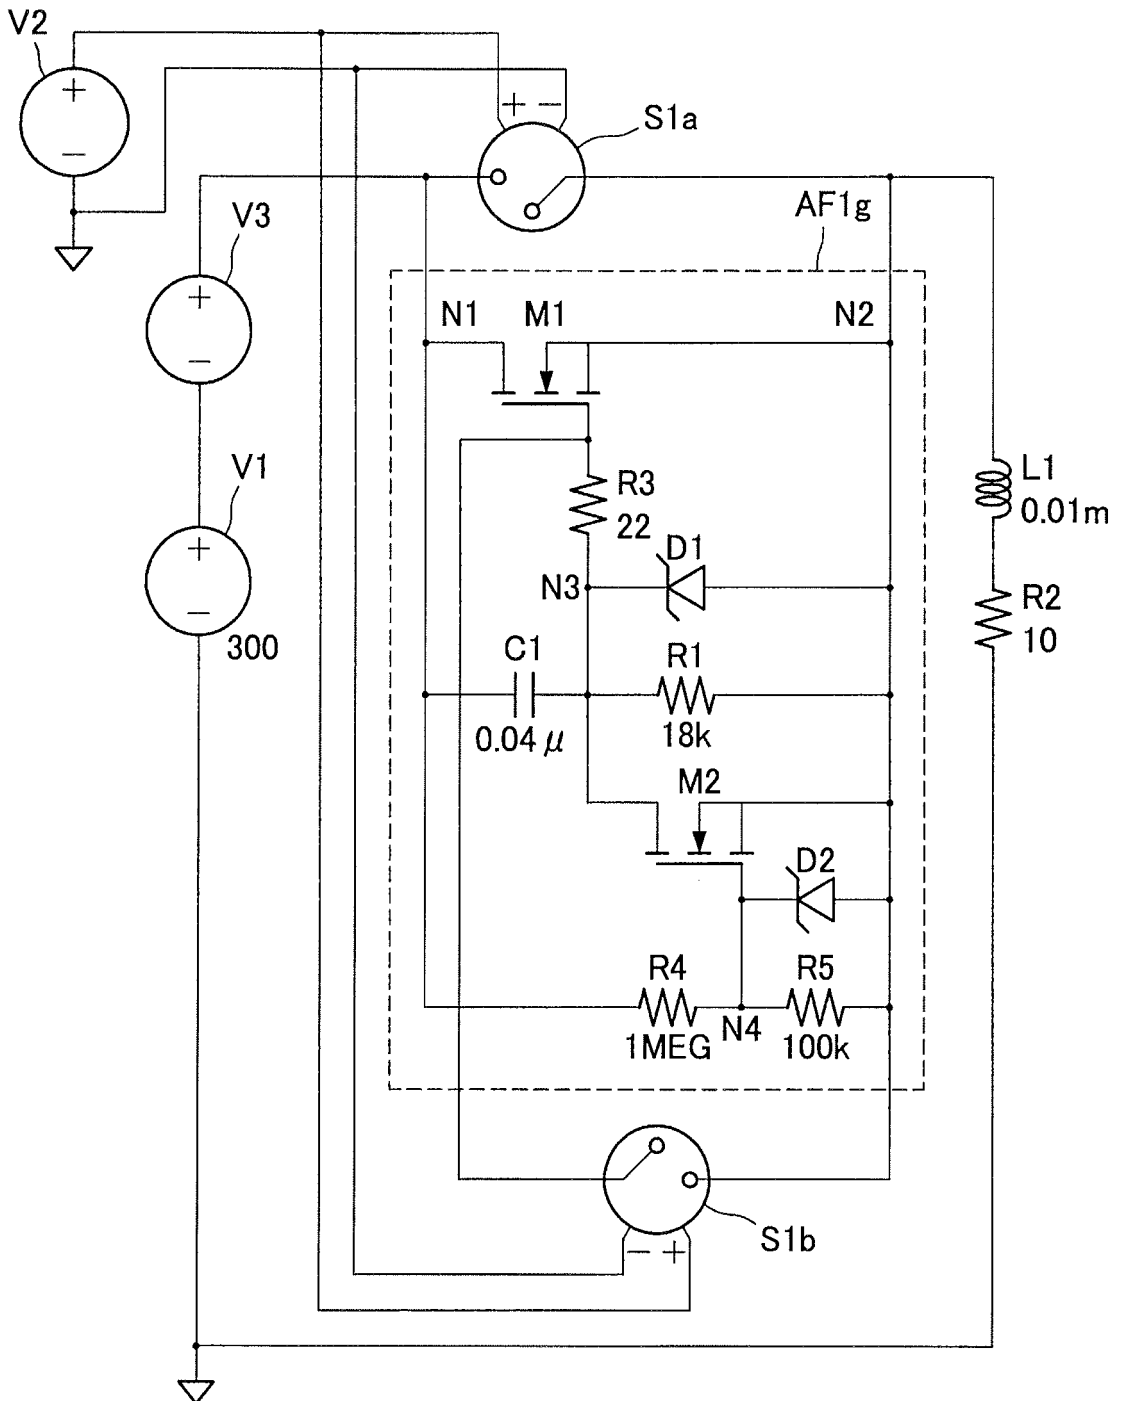 V2
+
−
+ −
S1a
V3
+
−
AF1g
N1 M1 N2
V1
+
−
300
R3
22
L1
0.01m
D1
N3
R2
10
C1
0.04 μ
R1
18k
M2
D2
R4
1MEG
N4
R5
100k
S1b
− +